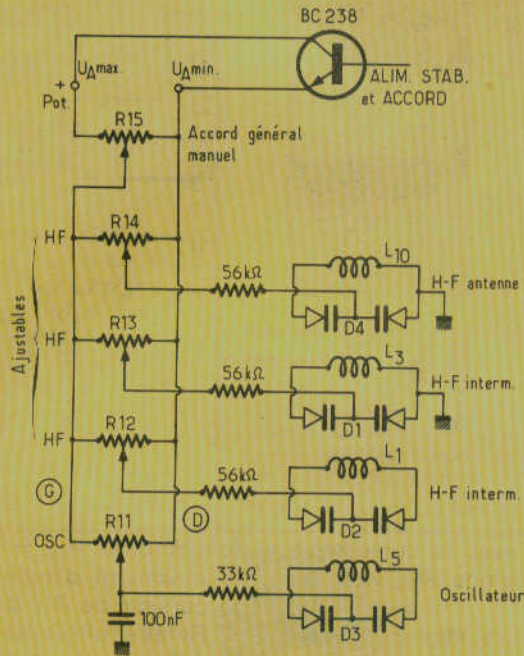 BC 238
UAmax.
UAmin.
+
Pot.
ALIM. STAB.
et ACCORD
R15
Accord général
manuel
HF
R14
56kΩ
L10
H-F antenne
D4
Ajustables
HF
R13
56kΩ
L3
H-F interm.
D1
HF
R12
56kΩ
L1
H-F interm.
D2
G
D
OSC
R11
33kΩ
L5
Oscillateur
D3
100nF